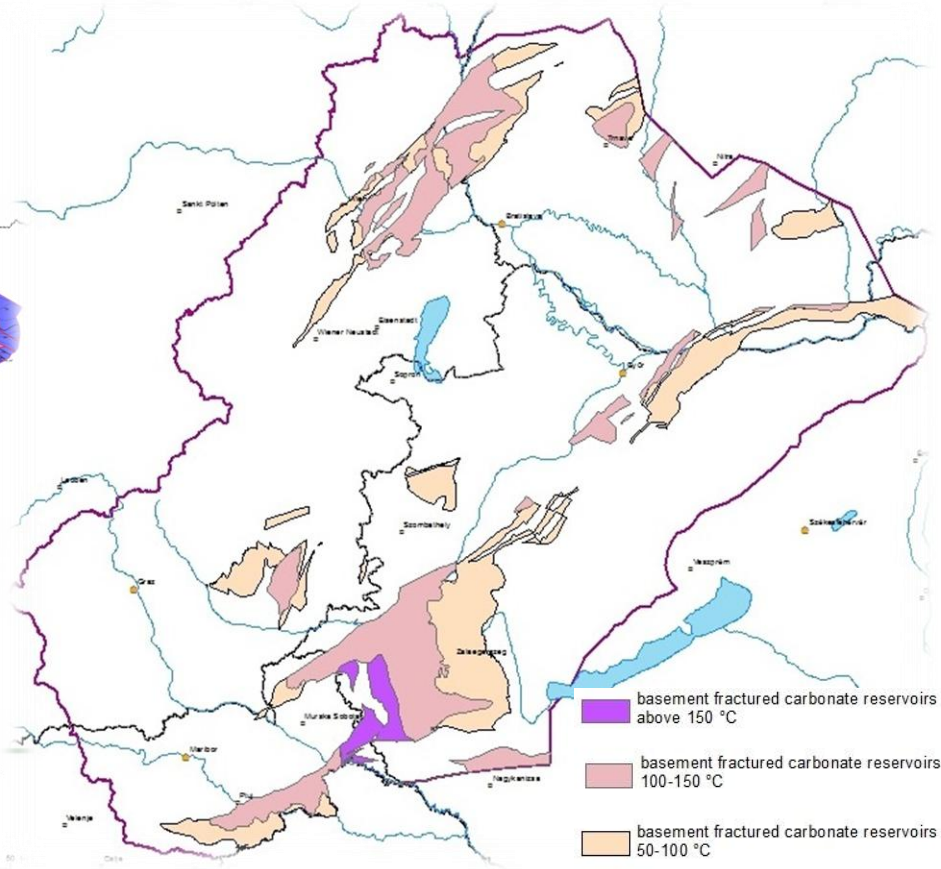 Sankt Pölten
Trnava
Nitra
Bratislava
Eisenstadt
Wiener Neustadt
Sopron
Győr
Leoben
Szombathely
Székesfehérvár
Veszprém
Graz
Zalaegerszeg
Murska Sobota
Maribor
Nagykanizsa
Ptuj
Velenje
Celje
basement fractured carbonate reservoirs
above 150 °C
basement fractured carbonate reservoirs
100-150 °C
basement fractured carbonate reservoirs
50-100 °C